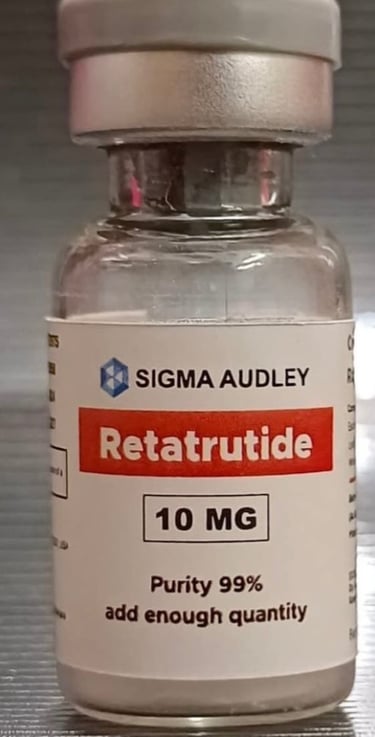 SIGMA AUDLEY
Retatrutide
10 MG
Purity 99%
add enough quantity